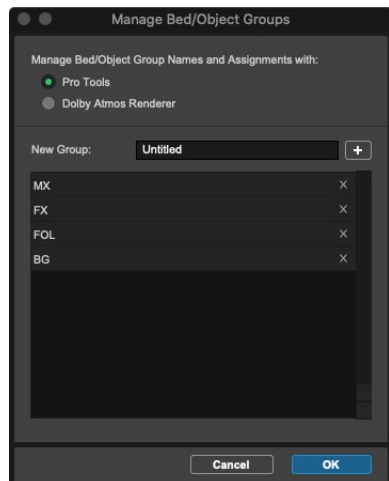 Manage Bed/Object Groups
Manage Bed/Object Group Names and Assignments with:
Pro Tools
Dolby Atmos Renderer
New Group: Untitled +
MX X
FX X
FOL X
BG X
Cancel OK